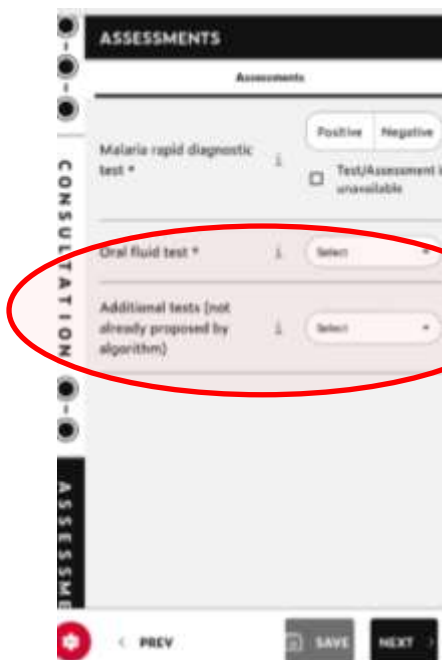 ASSESSMENTS
Assessments
Malaria rapid diagnostic
test *
i
Positive Negative
Test/Assessment i
unavailable
Oral fluid test *
i
Select
Additional tests (not
already proposed by
algorithm)
i
Select
CONSULTATION
ASSESSME
< PREV
SAVE
NEXT >